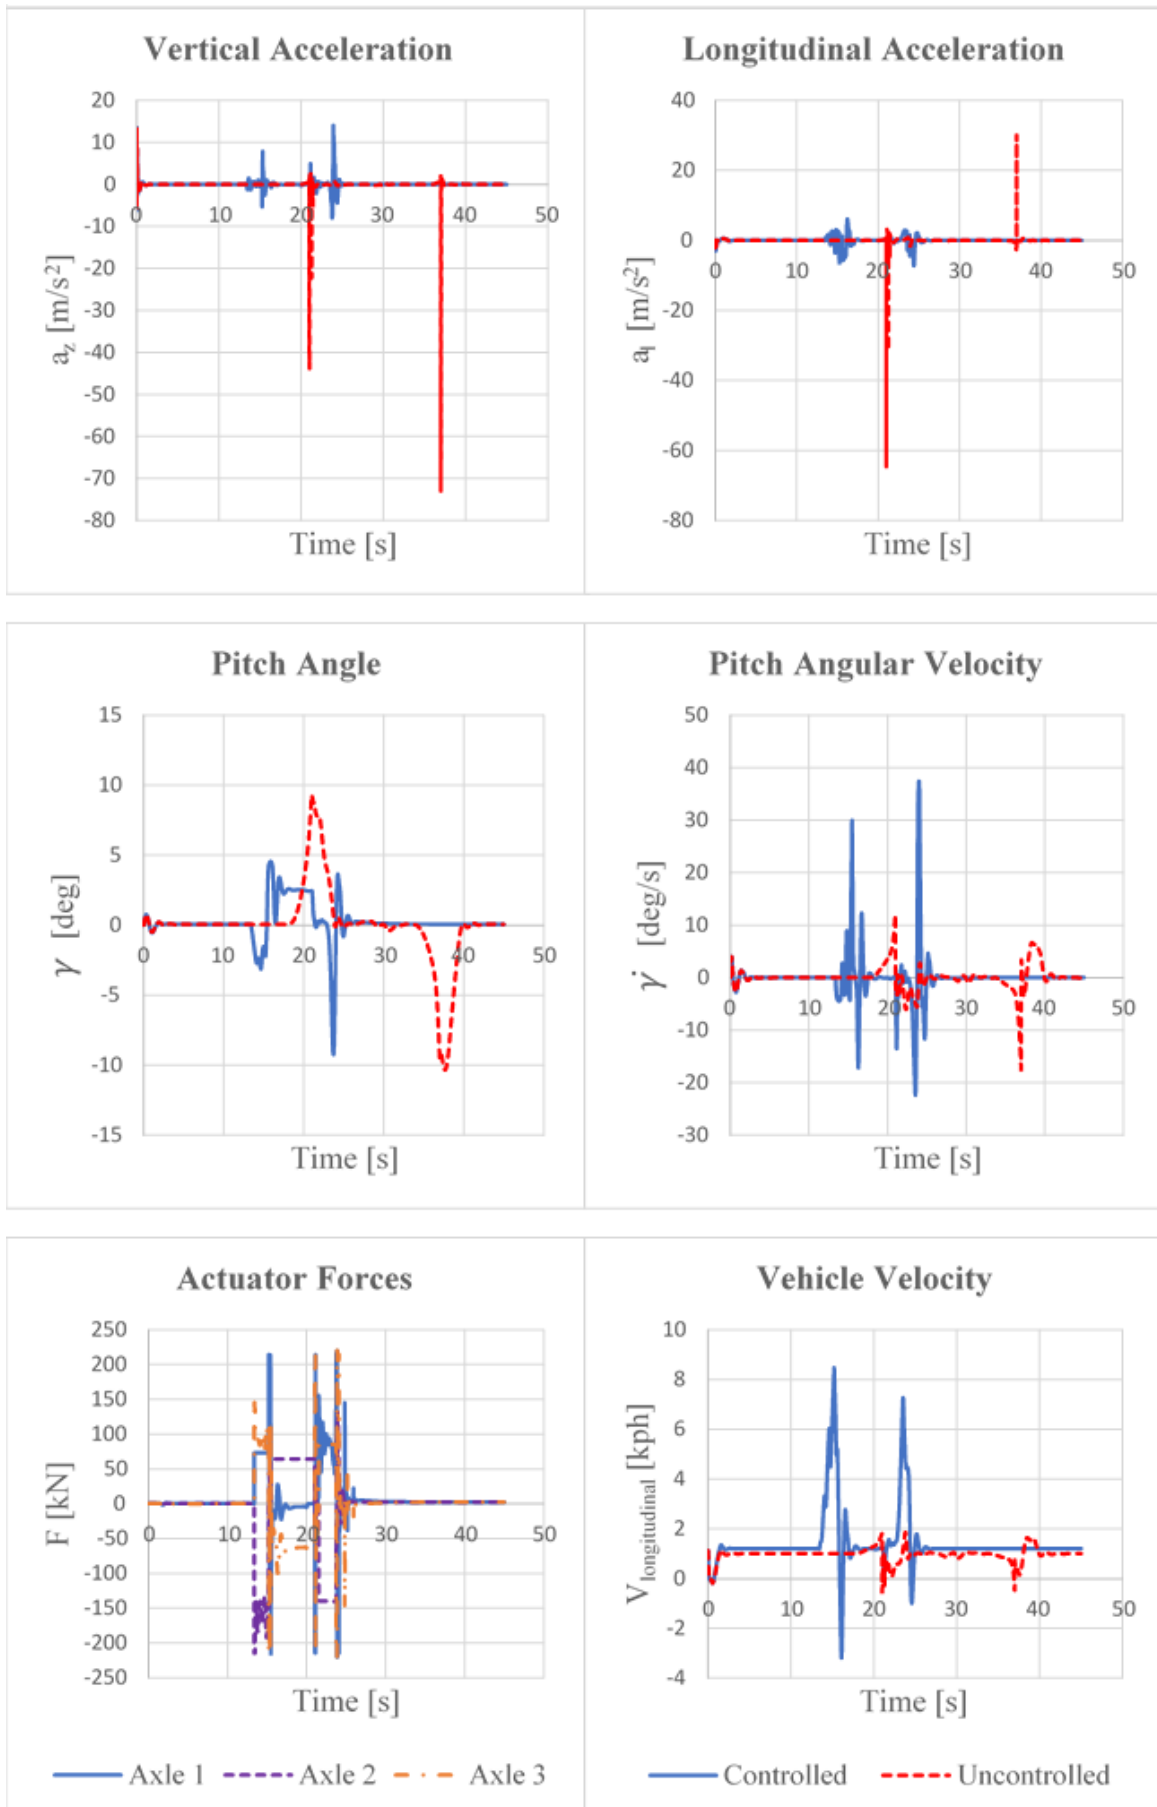 Vertical Acceleration
20
10
0
-10
-20
-30
-40
-50
-60
-70
-80
0 10 20 30 40 50
a_z [m/s²]
Time [s]
Longitudinal Acceleration
40
20
0
-20
-40
-60
-80
0 10 20 30 40 50
a_l [m/s²]
Time [s]
Pitch Angle
15
10
5
0
-5
-10
-15
0 10 20 30 40 50
γ [deg]
Time [s]
Pitch Angular Velocity
50
40
30
20
10
0
-10
-20
-30
0 10 20 30 40 50
γ̇ [deg/s]
Time [s]
Actuator Forces
250
200
150
100
50
0
-50
-100
-150
-200
-250
0 10 20 30 40 50
F [kN]
Time [s]
Axle 1 Axle 2 Axle 3
Vehicle Velocity
10
8
6
4
2
0
-2
-4
0 10 20 30 40 50
V_longitudinal [kph]
Time [s]
Controlled Uncontrolled